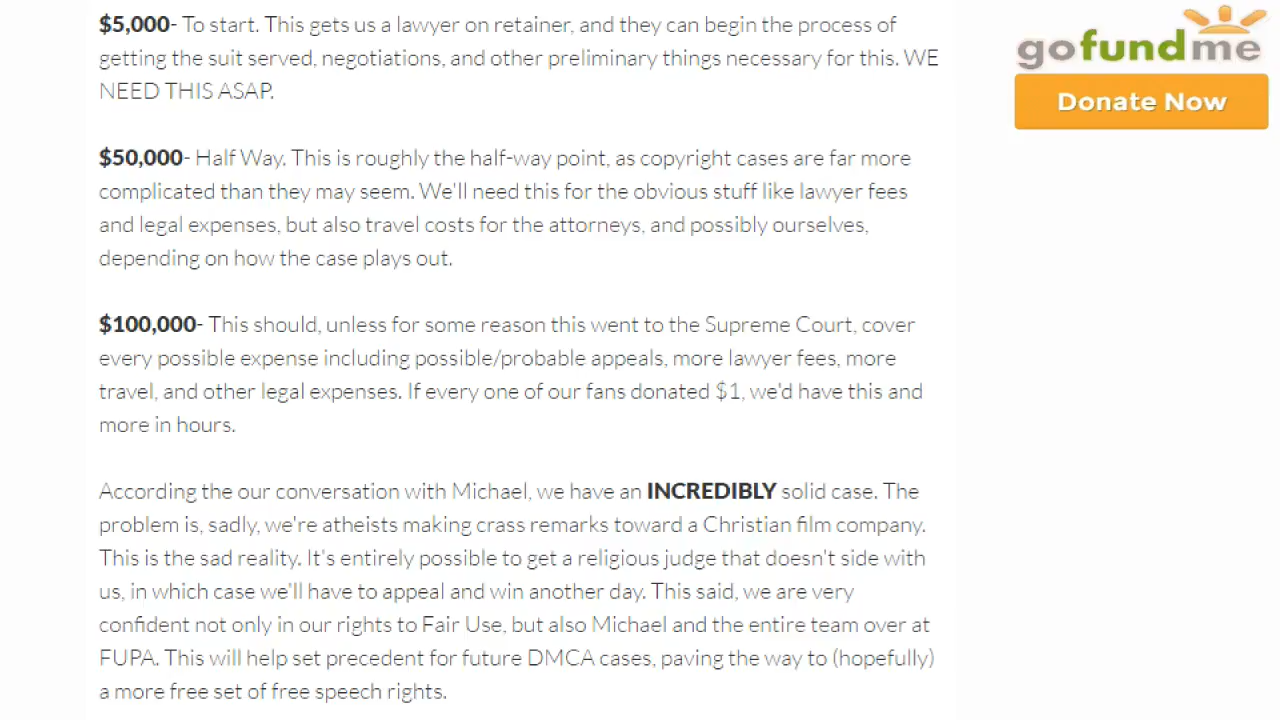 $5,000- To start. This gets us a lawyer on retainer, and they can begin the process of
getting the suit served, negotiations, and other preliminary things necessary for this. WE
NEED THIS ASAP.
$50,000- Half Way. This is roughly the half-way point, as copyright cases are far more
complicated than they may seem. We'll need this for the obvious stuff like lawyer fees
and legal expenses, but also travel costs for the attorneys, and possibly ourselves,
depending on how the case plays out.
$100,000- This should, unless for some reason this went to the Supreme Court, cover
every possible expense including possible/probable appeals, more lawyer fees, more
travel, and other legal expenses. If every one of our fans donated $1, we'd have this and
more in hours.
According the our conversation with Michael, we have an INCREDIBLY solid case. The
problem is, sadly, we're atheists making crass remarks toward a Christian film company.
This is the sad reality. It's entirely possible to get a religious judge that doesn't side with
us, in which case we'll have to appeal and win another day. This said, we are very
confident not only in our rights to Fair Use, but also Michael and the entire team over at
FUPA. This will help set precedent for future DMCA cases, paving the way to (hopefully)
a more free set of free speech rights.
gofundme
Donate Now